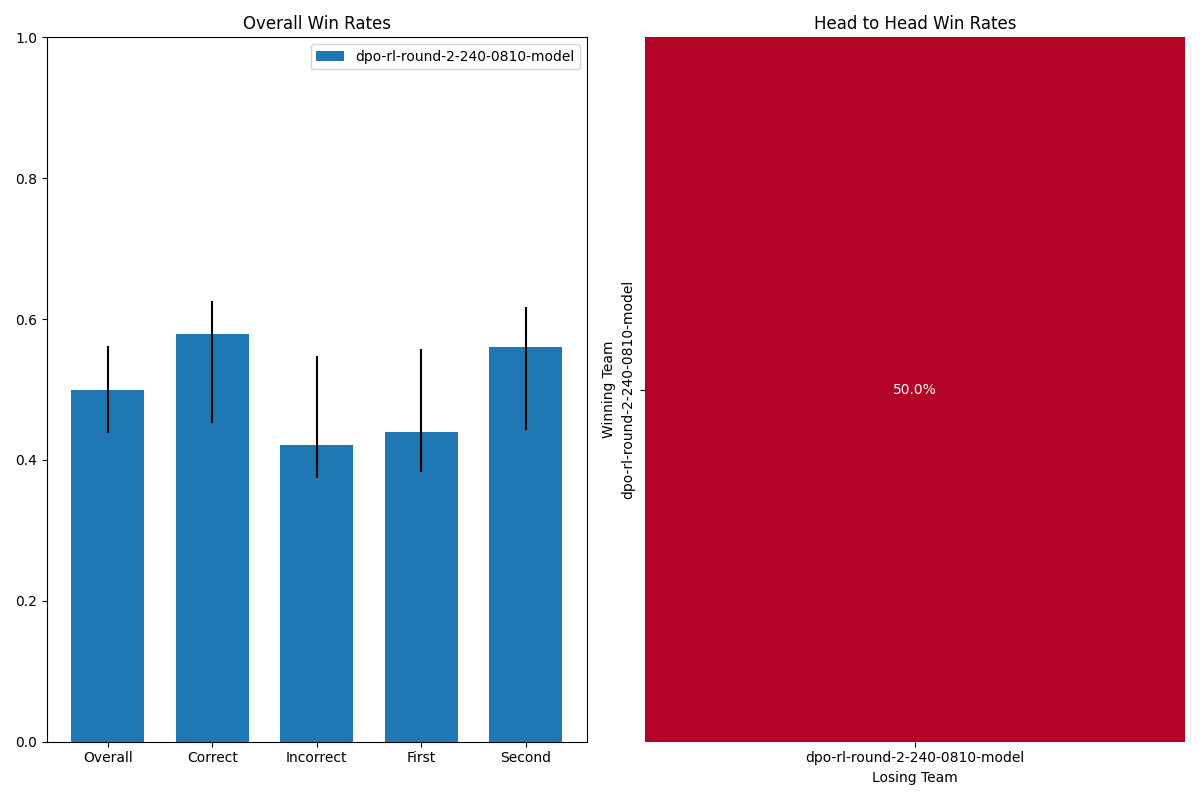 Overall Win Rates
dpo-rl-round-2-240-0810-model
1.0
0.8
0.6
0.4
0.2
0.0
Overall
Correct
Incorrect
First
Second
Head to Head Win Rates
Winning Team
dpo-rl-round-2-240-0810-model
50.0%
dpo-rl-round-2-240-0810-model
Losing Team